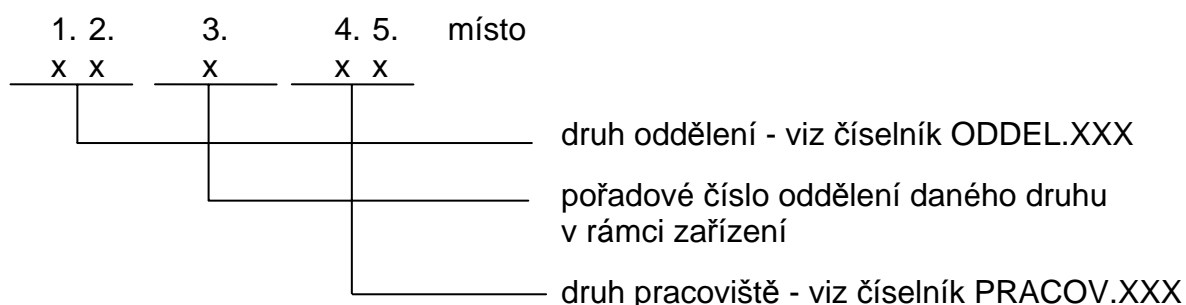 1. 2. 3. 4. 5. místo
x x x x x
druh oddělení - viz číselník ODDEL.XXX
pořadové číslo oddělení daného druhu
v rámci zařízení
druh pracoviště - viz číselník PRACOV.XXX